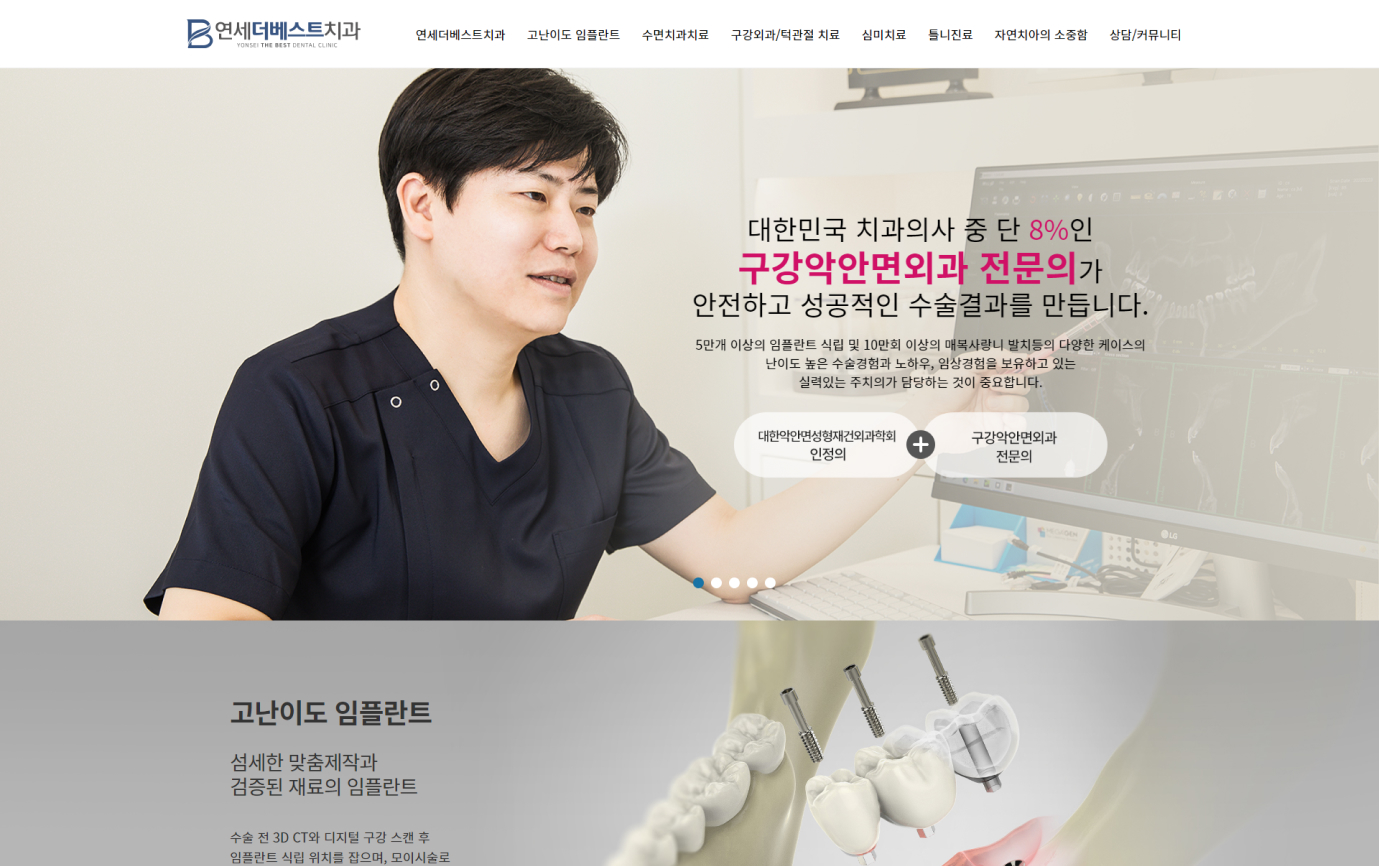 연세더베스트치과
YONSEI THE BEST DENTAL CLINIC
연세더베스트치과 고난이도 임플란트 수면치과치료 구강외과/턱관절 치료 심미치료 틀니진료 자연치아의 소중함 상담/커뮤니티
대한민국 치과의사 중 단 8%인
구강악안면외과 전문의가
안전하고 성공적인 수술결과를 만듭니다.
5만개 이상의 임플란트 식립 및 10만회 이상의 매복사랑니 발치등의 다양한 케이스의
난이도 높은 수술경험과 노하우, 임상경험을 보유하고 있는
실력있는 주치의가 담당하는 것이 중요합니다.
대한악안면성형재건외과학회
인정의
구강악안면외과
전문의
LG
고난이도 임플란트
섬세한 맞춤제작과
검증된 재료의 임플란트
수술 전 3D CT와 디지털 구강 스캔 후
임플란트 식립 위치를 잡으며, 모의시술로